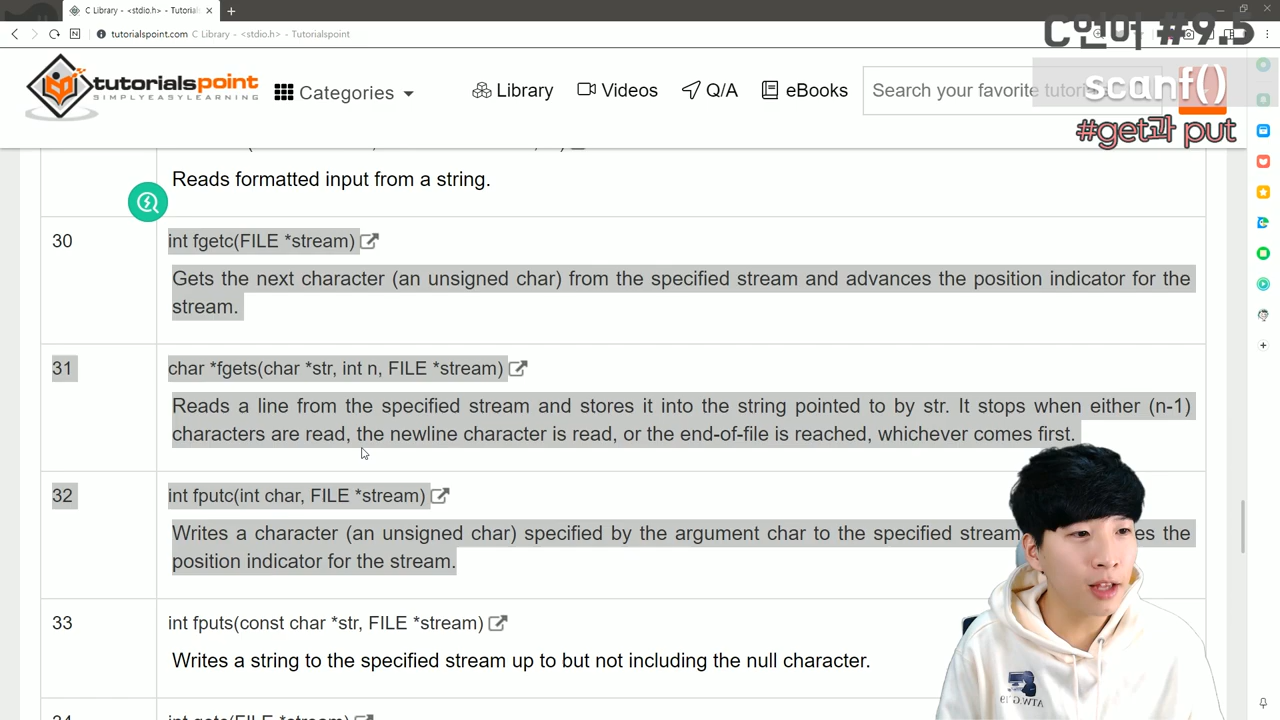 C Library - <stdio.h> - Tutorials
tutorialspoint.com C Library - <stdio.h> - Tutorialspoint
C언어 #9.5
scanf()
#get과 put
tutorialspoint
SIMPLYEASYLEARNING
Categories
Library
Videos
Q/A
eBooks
Search your favorite tutorials
Reads formatted input from a string.
30
int fgetc(FILE *stream)
Gets the next character (an unsigned char) from the specified stream and advances the position indicator for the
stream.
31
char *fgets(char *str, int n, FILE *stream)
Reads a line from the specified stream and stores it into the string pointed to by str. It stops when either (n-1)
characters are read, the newline character is read, or the end-of-file is reached, whichever comes first.
32
int fputc(int char, FILE *stream)
Writes a character (an unsigned char) specified by the argument char to the specified stream the
position indicator for the stream.
33
int fputs(const char *str, FILE *stream)
Writes a string to the specified stream up to but not including the null character.
34
int getc(FILE *stream)